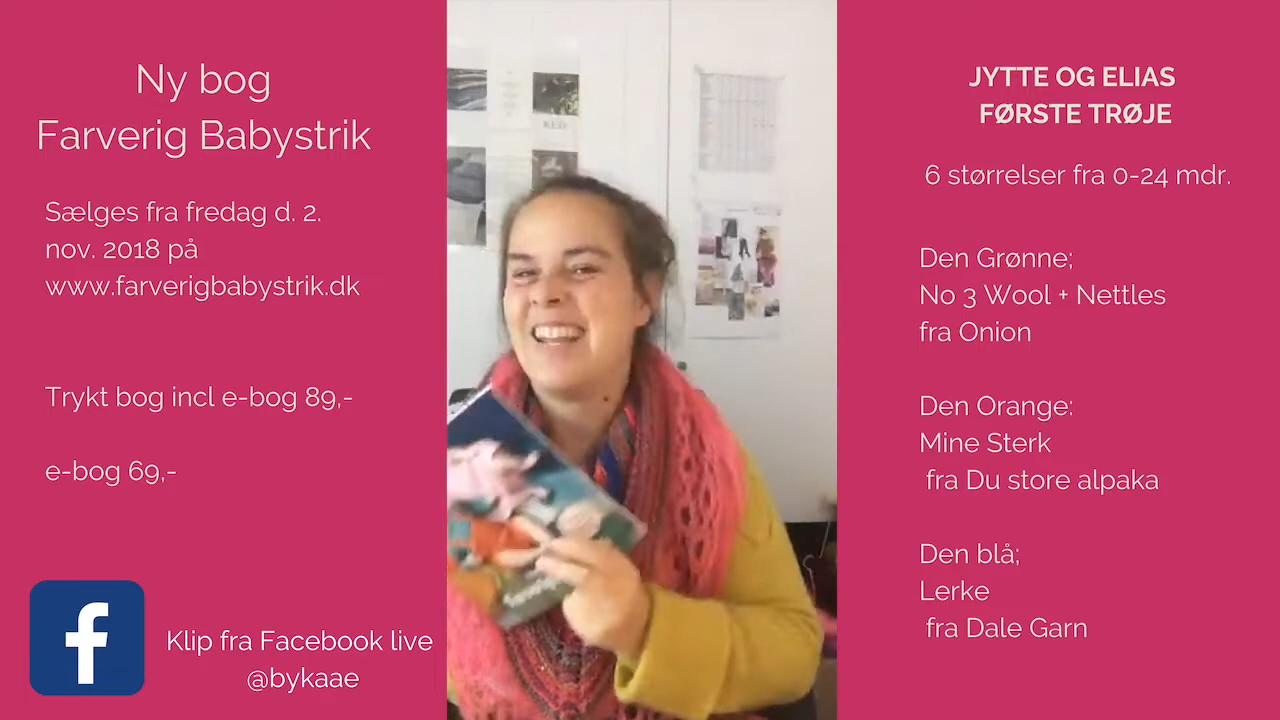 Ny bog
Farverig Babystrik
Sælges fra fredag d. 2.
nov. 2018 på
www.farverigbabystrik.dk
Trykt bog incl e-bog 89,-
e-bog 69,-
Klip fra Facebook live
@bykaae
JYTTE OG ELIAS
FØRSTE TRØJE
6 størrelser fra 0-24 mdr.
Den Grønne;
No 3 Wool + Nettles
fra Onion
Den Orange:
Mine Sterk
fra Du store alpaka
Den blå;
Lerke
fra Dale Garn